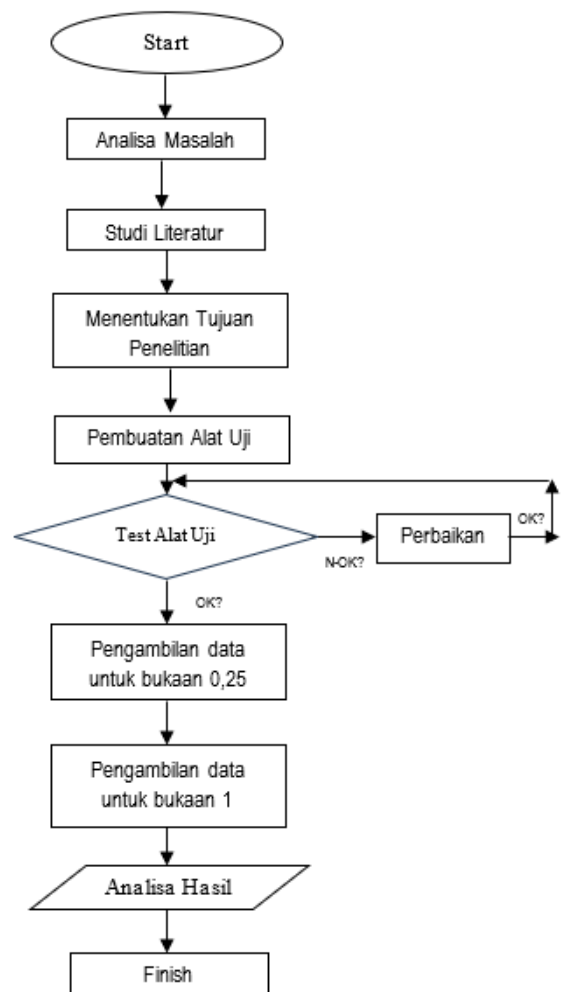 Start
Analisa Masalah
Studi Literatur
Menentukan Tujuan
Penelitian
Pembuatan Alat Uji
Test Alat Uji
N-OK?
Perbaikan
OK?
OK?
Pengambilan data
untuk bukaan 0,25
Pengambilan data
untuk bukaan 1
Analisa Hasil
Finish